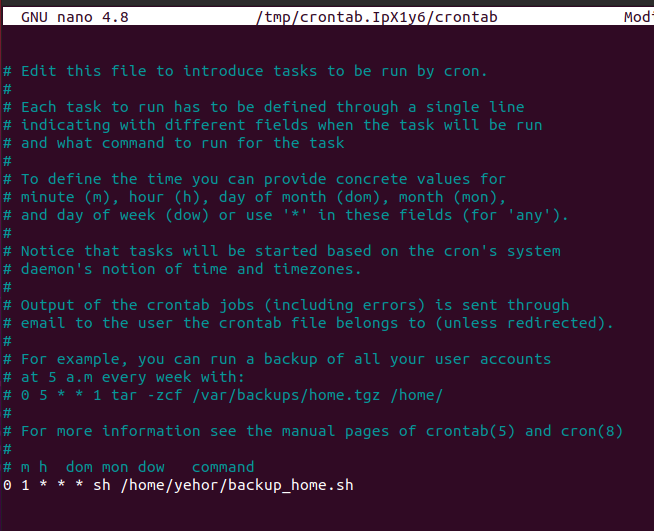 GNU nano 4.8 /tmp/crontab.IpX1y6/crontab
# Edit this file to introduce tasks to be run by cron.
#
# Each task to run has to be defined through a single line
# indicating with different fields when the task will be run
# and what command to run for the task
#
# To define the time you can provide concrete values for
# minute (m), hour (h), day of month (dom), month (mon),
# and day of week (dow) or use '*' in these fields (for 'any').
#
# Notice that tasks will be started based on the cron's system
# daemon's notion of time and timezones.
#
# Output of the crontab jobs (including errors) is sent through
# email to the user the crontab file belongs to (unless redirected).
#
# For example, you can run a backup of all your user accounts
# at 5 a.m every week with:
# 0 5 * * 1 tar -zcf /var/backups/home.tgz /home/
#
# For more information see the manual pages of crontab(5) and cron(8)
#
# m h  dom mon dow   command
0 1 * * * sh /home/yehor/backup_home.sh